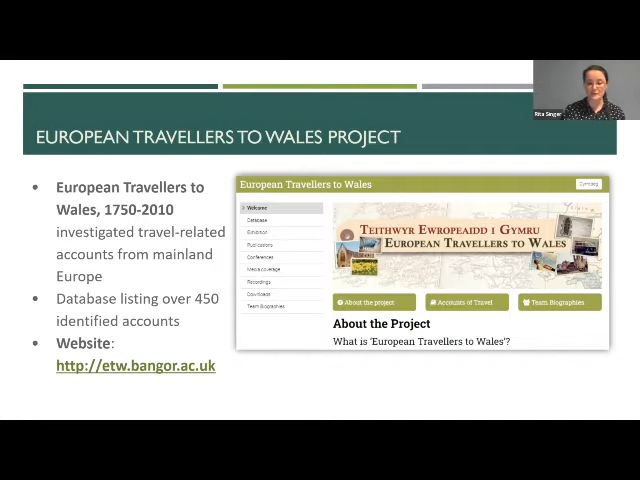 Rita Singer
EUROPEAN TRAVELLERS TO WALES PROJECT
• European Travellers to
Wales, 1750-2010
investigated travel-related
accounts from mainland
Europe
• Database listing over 450
identified accounts
• Website:
http://etw.bangor.ac.uk
European Travellers to Wales
Cymraeg
Welcome
Database
Exhibition
Publications
Conferences
Media coverage
Recordings
Downloads
Team Biographies
TEITHWYR EWROPEAIDD I GYMRU
EUROPEAN TRAVELLERS TO WALES
About the project
Accounts of Travel
Team Biographies
About the Project
What is 'European Travellers to Wales'?